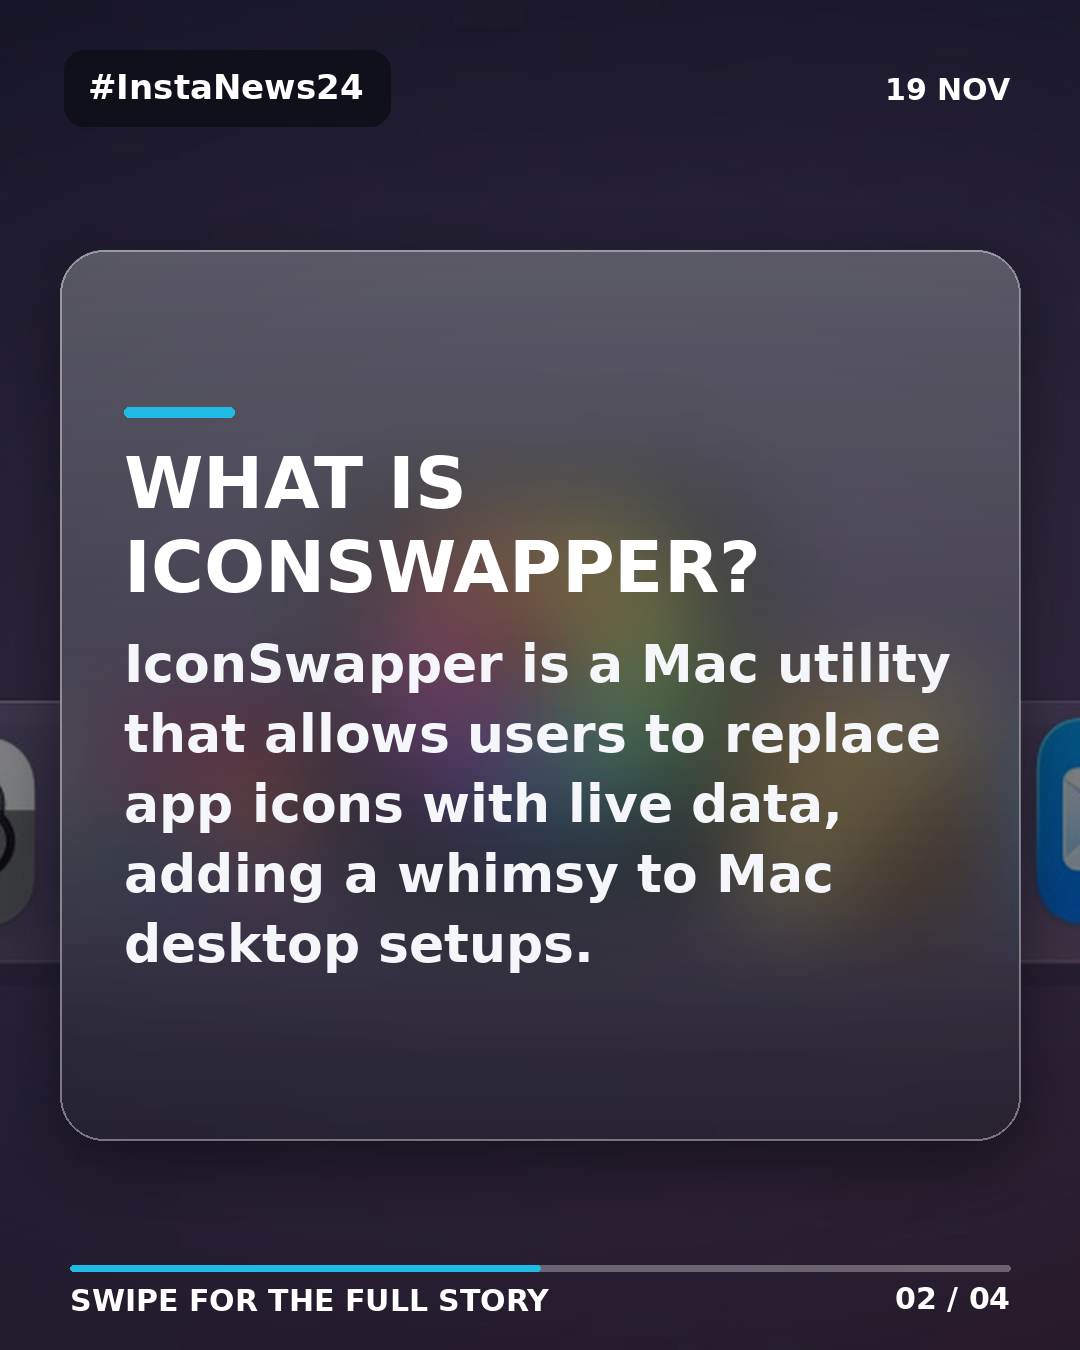 #InstaNews24
19 NOV
WHAT IS
ICONSWAPPER?
IconSwapper is a Mac utility
that allows users to replace
app icons with live data,
adding a whimsy to Mac
desktop setups.
SWIPE FOR THE FULL STORY
02 / 04